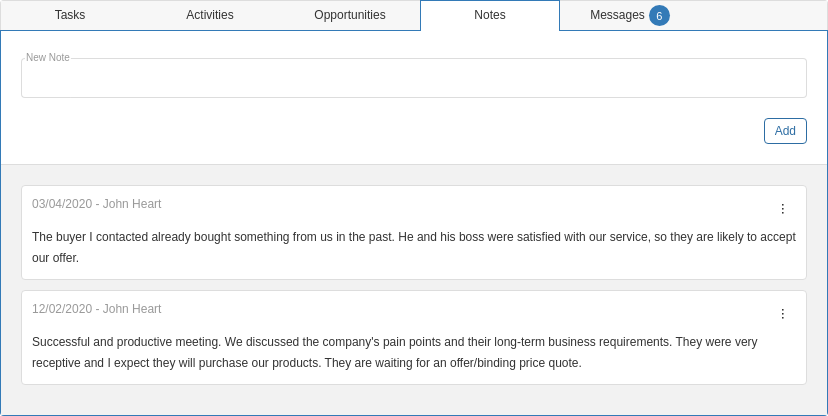 Tasks Activities Opportunities Notes Messages 6
New Note
Add
03/04/2020 - John Heart
The buyer I contacted already bought something from us in the past. He and his boss were satisfied with our service, so they are likely to accept
our offer.
12/02/2020 - John Heart
Successful and productive meeting. We discussed the company's pain points and their long-term business requirements. They were very
receptive and I expect they will purchase our products. They are waiting for an offer/binding price quote.